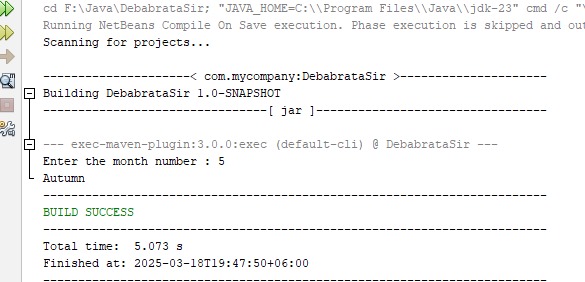 cd F:\Java\DebabrataSir; "JAVA_HOME=C:\\Program Files\\Java\\jdk-23" cmd /c
Running NetBeans Compile On Save execution. Phase execution is skipped and
Scanning for projects...
--------------------< com.mycompany:DebabrataSir >--------------------
Building DebabrataSir 1.0-SNAPSHOT
-------------------------------[ jar ]--------------------------------
--- exec-maven-plugin:3.0.0:exec (default-cli) @ DebabrataSir ---
Enter the month number : 5
Autumn
------------------------------------------------------------------------
BUILD SUCCESS
------------------------------------------------------------------------
Total time:  5.073 s
Finished at: 2025-03-18T19:47:50+06:00
------------------------------------------------------------------------